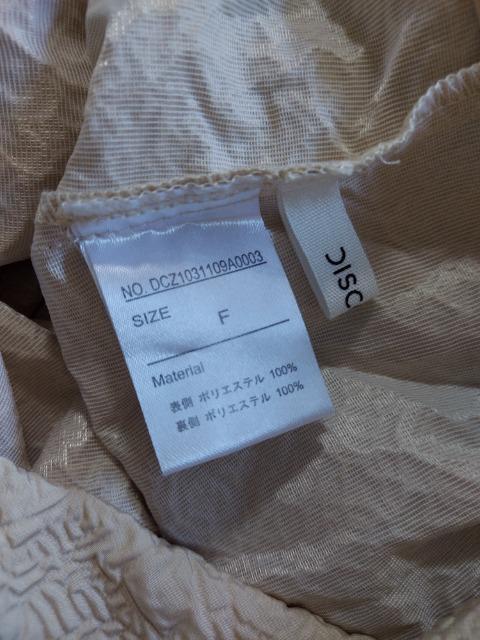 NO. DCZ1031109A0003
SIZE F
Material
表側 ポリエステル 100%
裏側 ポリエステル 100%
DISC